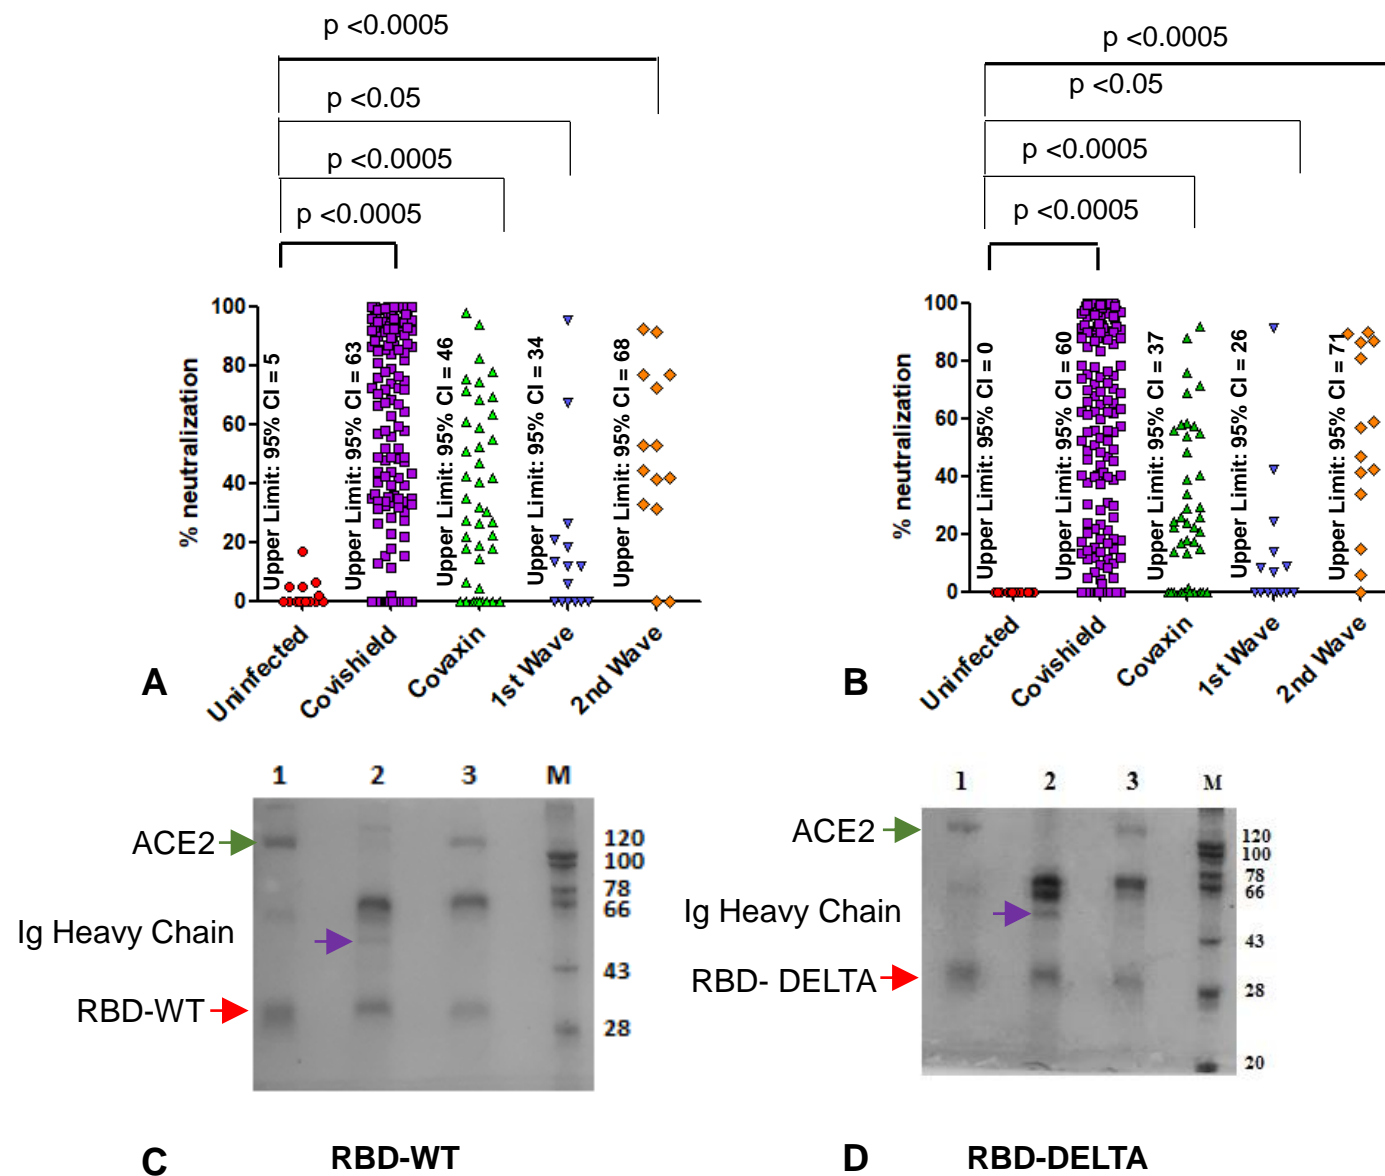 p <0.0005
p <0.05
p <0.0005
p <0.0005
100
80
60
40
20
0
% neutralization
Upper Limit: 95% CI = 5
Upper Limit: 95% CI = 63
Upper Limit: 95% CI = 46
Upper Limit: 95% CI = 34
Upper Limit: 95% CI = 68
Uninfected
Covishield
Covaxin
1st Wave
2nd Wave
A
p <0.0005
p <0.05
p <0.0005
p <0.0005
100
80
60
40
20
0
% neutralization
Upper Limit: 95% CI = 0
Upper Limit: 95% CI = 60
Upper Limit: 95% CI = 37
Upper Limit: 95% CI = 26
Upper Limit: 95% CI = 71
Uninfected
Covishield
Covaxin
1st Wave
2nd Wave
B
1 2 3 M
ACE2
Ig Heavy Chain
RBD-WT
120
100
78
66
43
28
C
RBD-WT
1 2 3 M
ACE2
Ig Heavy Chain
RBD- DELTA
120
100
78
66
43
28
20
D
RBD-DELTA